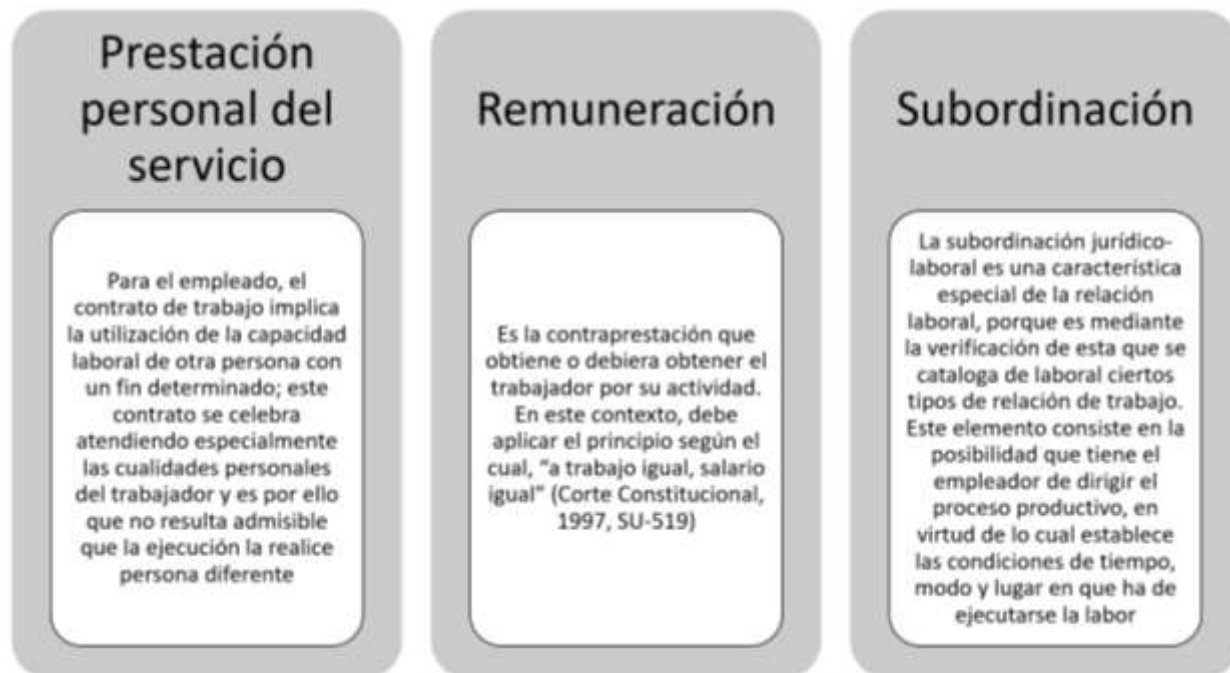 Prestación
personal del
servicio
Para el empleado, el
contrato de trabajo implica
la utilización de la capacidad
laboral de otra persona con
un fin determinado; este
contrato se celebra
atendiendo especialmente
las cualidades personales
del trabajador y es por ello
que no resulta admisible
que la ejecución la realice
persona diferente
Remuneración
Es la contraprestación que
obtiene o debiera obtener el
trabajador por su actividad.
En este contexto, debe
aplicar el principio según el
cual, “a trabajo igual, salario
igual” (Corte Constitucional,
1997, SU-519)
Subordinación
La subordinación jurídico-
laboral es una característica
especial de la relación
laboral, porque es mediante
la verificación de esta que se
cataloga de laboral ciertos
tipos de relación de trabajo.
Este elemento consiste en la
posibilidad que tiene el
empleador de dirigir el
proceso productivo, en
virtud de lo cual establece
las condiciones de tiempo,
modo y lugar en que ha de
ejecutarse la labor